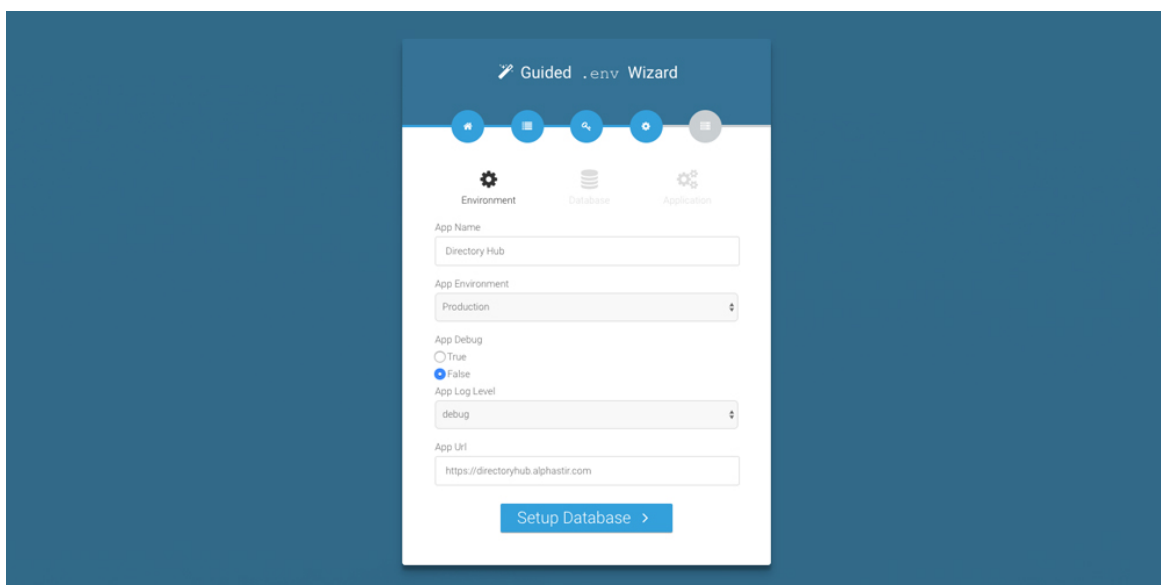 Guided .env Wizard
Environment Database Application
App Name
Directory Hub
App Environment
Production
App Debug
True
False
App Log Level
debug
App Url
https://directoryhub.alphastir.com
Setup Database